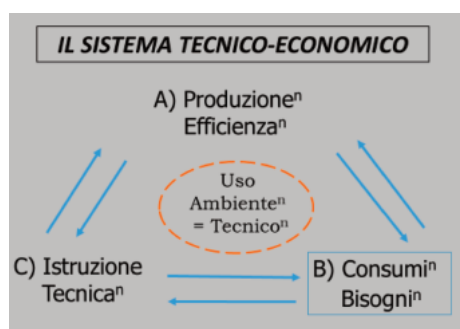 IL SISTEMA TECNICO-ECONOMICO
A) Produzioneⁿ
Efficienzaⁿ
Uso
Ambienteⁿ
= Tecnicoⁿ
C) Istruzione
Tecnicaⁿ
B) Consumiⁿ
Bisogniⁿ